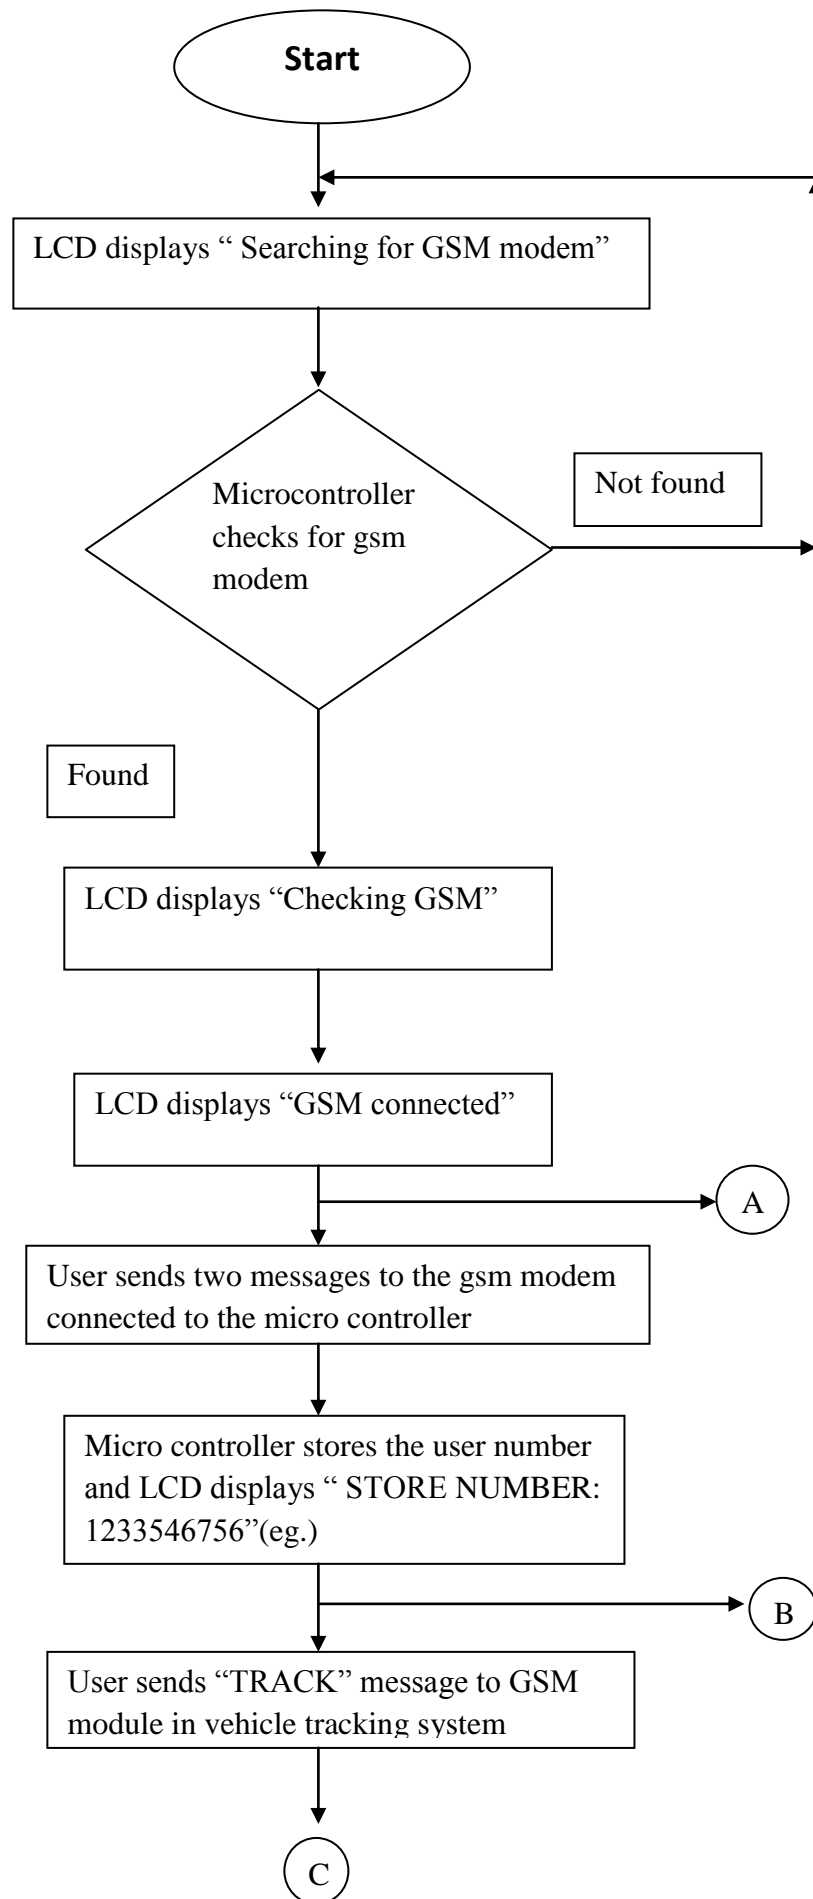 Start
LCD displays “ Searching for GSM modem”
Microcontroller
checks for gsm
modem
Not found
Found
LCD displays “Checking GSM”
LCD displays “GSM connected”
A
User sends two messages to the gsm modem
connected to the micro controller
Micro controller stores the user number
and LCD displays “ STORE NUMBER:
1233546756”(eg.)
B
User sends “TRACK” message to GSM
module in vehicle tracking system
C